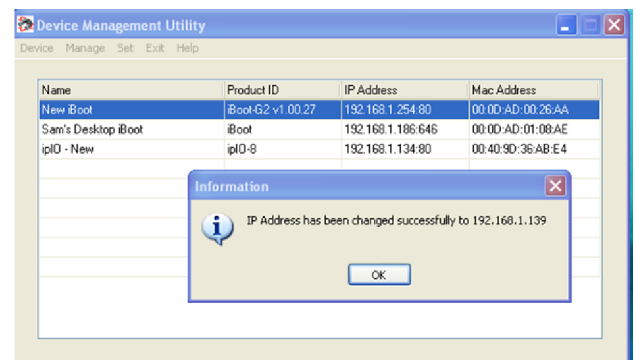 Device Management Utility
Device Manage Set Exit Help
Name Product ID IP Address Mac Address
New iBoot iBoot-G2 v1.00.27 192.168.1.254:80 00:0D:AD:00:26:AA
Sam's Desktop iBoot iBoot 192.168.1.186:646 00:0D:AD:01:08:AE
ipIO - New ipIO-8 192.168.1.134:80 00:40:9D:36:AB:E4
Information
IP Address has been changed successfully to 192.168.1.139
OK